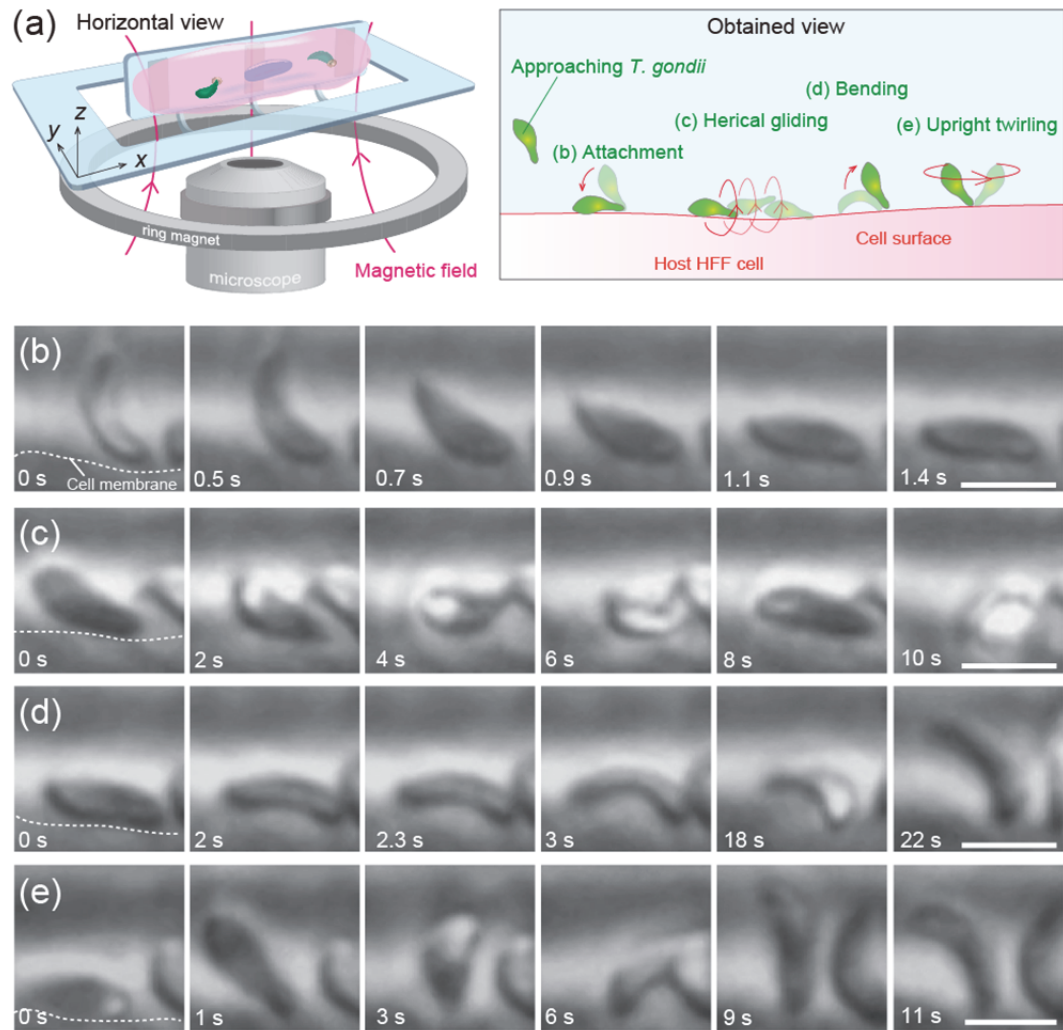 (a)
Horizontal view
z
y
x
ring magnet
microscope
Magnetic field
Obtained view
Approaching T. gondii
(d) Bending
(c) Herical gliding
(e) Upright twirling
(b) Attachment
Cell surface
Host HFF cell
(b)
0 s
Cell membrane
0.5 s
0.7 s
0.9 s
1.1 s
1.4 s
(c)
0 s
2 s
4 s
6 s
8 s
10 s
(d)
0 s
2 s
2.3 s
3 s
18 s
22 s
(e)
0 s
1 s
3 s
6 s
9 s
11 s